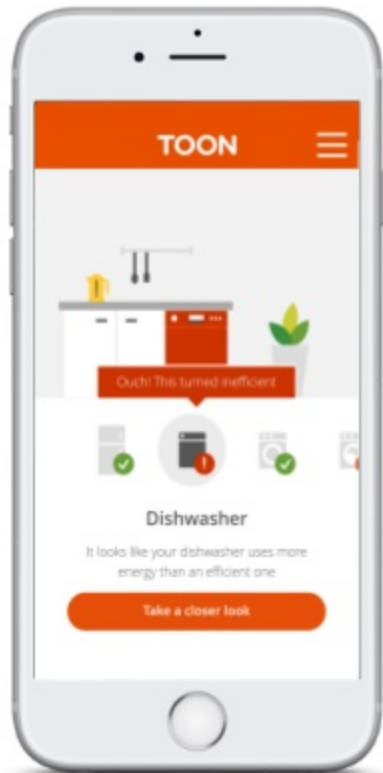 TOON
Ouch! This turned inefficient
Dishwasher
It looks like your dishwasher uses more
energy than an efficient one
Take a closer look